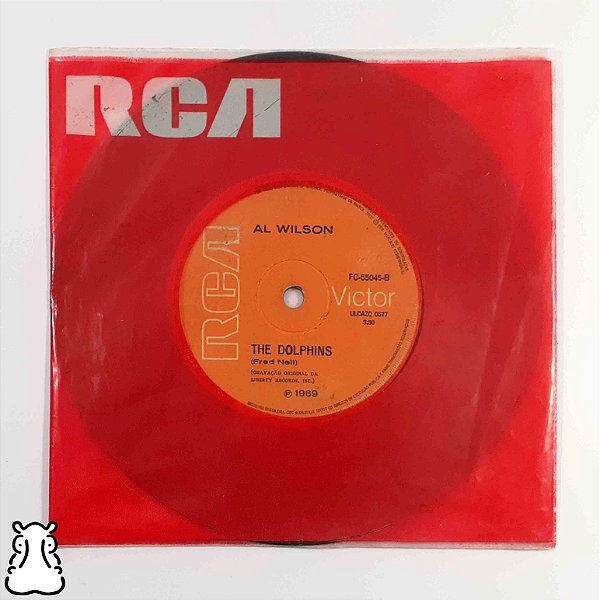 RCA
AL WILSON
RCA
FC-55045-B
Victor
ULCAZQ 0577
3:30
THE DOLPHINS
(Fred Neil)
(GRAVAÇÃO ORIGINAL DA
LIBERTY RECORDS, INC.)
℗ 1969